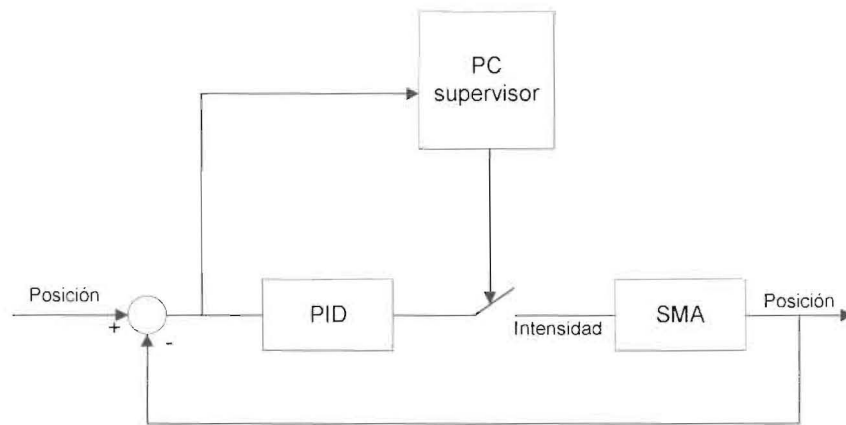 PC
supervisor
Posición
+
-
PID
Intensidad
SMA
Posición